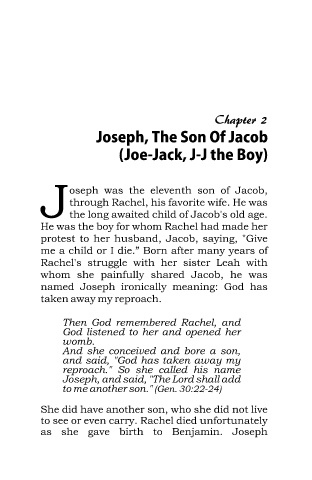 Chapter 2
Joseph, The Son Of Jacob
(Joe-Jack, J-J the Boy)
Joseph was the eleventh son of Jacob,
through Rachel, his favorite wife. He was
the long awaited child of Jacob's old age.
He was the boy for whom Rachel had made her
protest to her husband, Jacob, saying, "Give
me a child or I die." Born after many years of
Rachel's struggle with her sister Leah with
whom she painfully shared Jacob, he was
named Joseph ironically meaning: God has
taken away my reproach.
Then God remembered Rachel, and
God listened to her and opened her
womb.
And she conceived and bore a son,
and said, "God has taken away my
reproach." So she called his name
Joseph, and said, "The Lord shall add
to me another son." (Gen. 30:22-24)
She did have another son, who she did not live
to see or even carry. Rachel died unfortunately
as she gave birth to Benjamin. Joseph